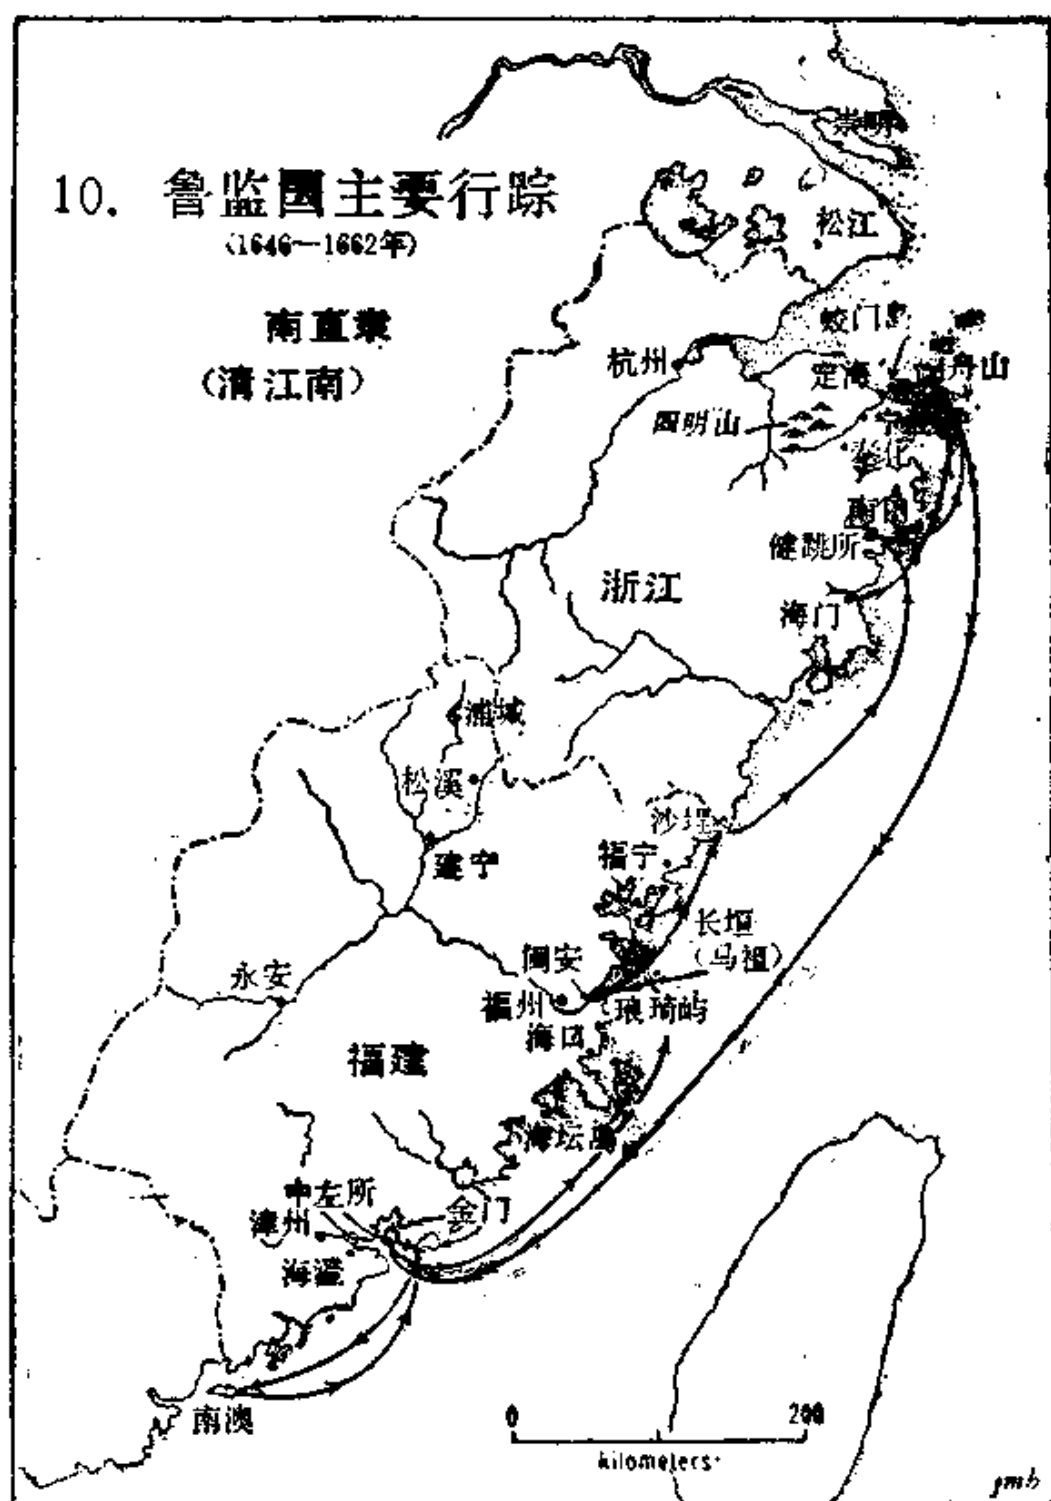 10. 鲁监国主要行踪
(1646—1662年)
南直隶
(清江南)
崇明
松江
蛟门岛
杭州
定海
舟山
四明山
宁
奉化
南田
健跳所
浙江
海门
浦城
松溪
沙埕
福宁
建宁
长垣
(马祖)
闽安
永安
福州
琅琦屿
海口
福建
海坛岛
中左所
金门
漳州
海澄
南澳
0 200
kilometers
jmb